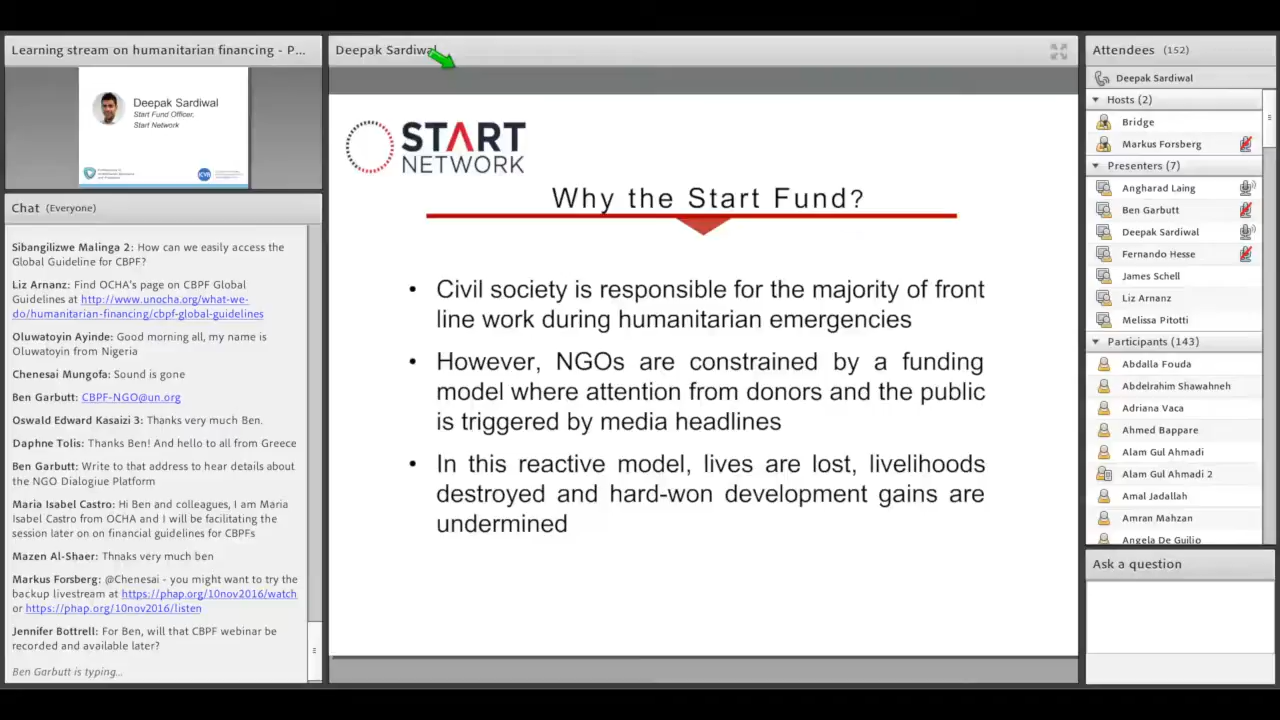 Learning stream on humanitarian financing - P...
Deepak Sardiwal
Start Fund Officer,
Start Network
Chat (Everyone)
Sibangilizwe Malinga 2: How can we easily access the
Global Guideline for CBPF?
Liz Arnanz: Find OCHA's page on CBPF Global
Guidelines at http://www.unocha.org/what-we-
do/humanitarian-financing/cbpf-global-guidelines
Oluwatoyin Ayinde: Good morning all, my name is
Oluwatoyin from Nigeria
Chenesai Mungofa: Sound is gone
Ben Garbutt: CBPF-NGO@un.org
Oswald Edward Kasaizi 3: Thanks very much Ben.
Daphne Tolis: Thanks Ben! And hello to all from Greece
Ben Garbutt: Write to that address to hear details about
the NGO Dialogue Platform
Maria Isabel Castro: Hi Ben and colleagues, I am Maria
Isabel Castro from OCHA and I will be facilitating the
session later on on financial guidelines for CBPFs
Mazen Al-Shaer: Thnaks very much ben
Markus Forsberg: @Chenesai - you might want to try the
backup livestream at https://phap.org/10nov2016/watch
or https://phap.org/10nov2016/listen
Jennifer Bottrell: For Ben, will that CBPF webinar be
recorded and available later?
Ben Garbutt is typing...
Deepak Sardiwal
START
NETWORK
Why the Start Fund?
• Civil society is responsible for the majority of front
line work during humanitarian emergencies
• However, NGOs are constrained by a funding
model where attention from donors and the public
is triggered by media headlines
• In this reactive model, lives are lost, livelihoods
destroyed and hard-won development gains are
undermined
Attendees (152)
Deepak Sardiwal
Hosts (2)
Bridge
Markus Forsberg
Presenters (7)
Angharad Laing
Ben Garbutt
Deepak Sardiwal
Fernando Hesse
James Schell
Liz Arnanz
Melissa Pitotti
Participants (143)
Abdalla Fouda
Abdelrahim Shawahneh
Adriana Vaca
Ahmed Bappare
Alam Gul Ahmadi
Alam Gul Ahmadi 2
Amal Jadallah
Amran Mahzan
Angela De Guilio
Ask a question